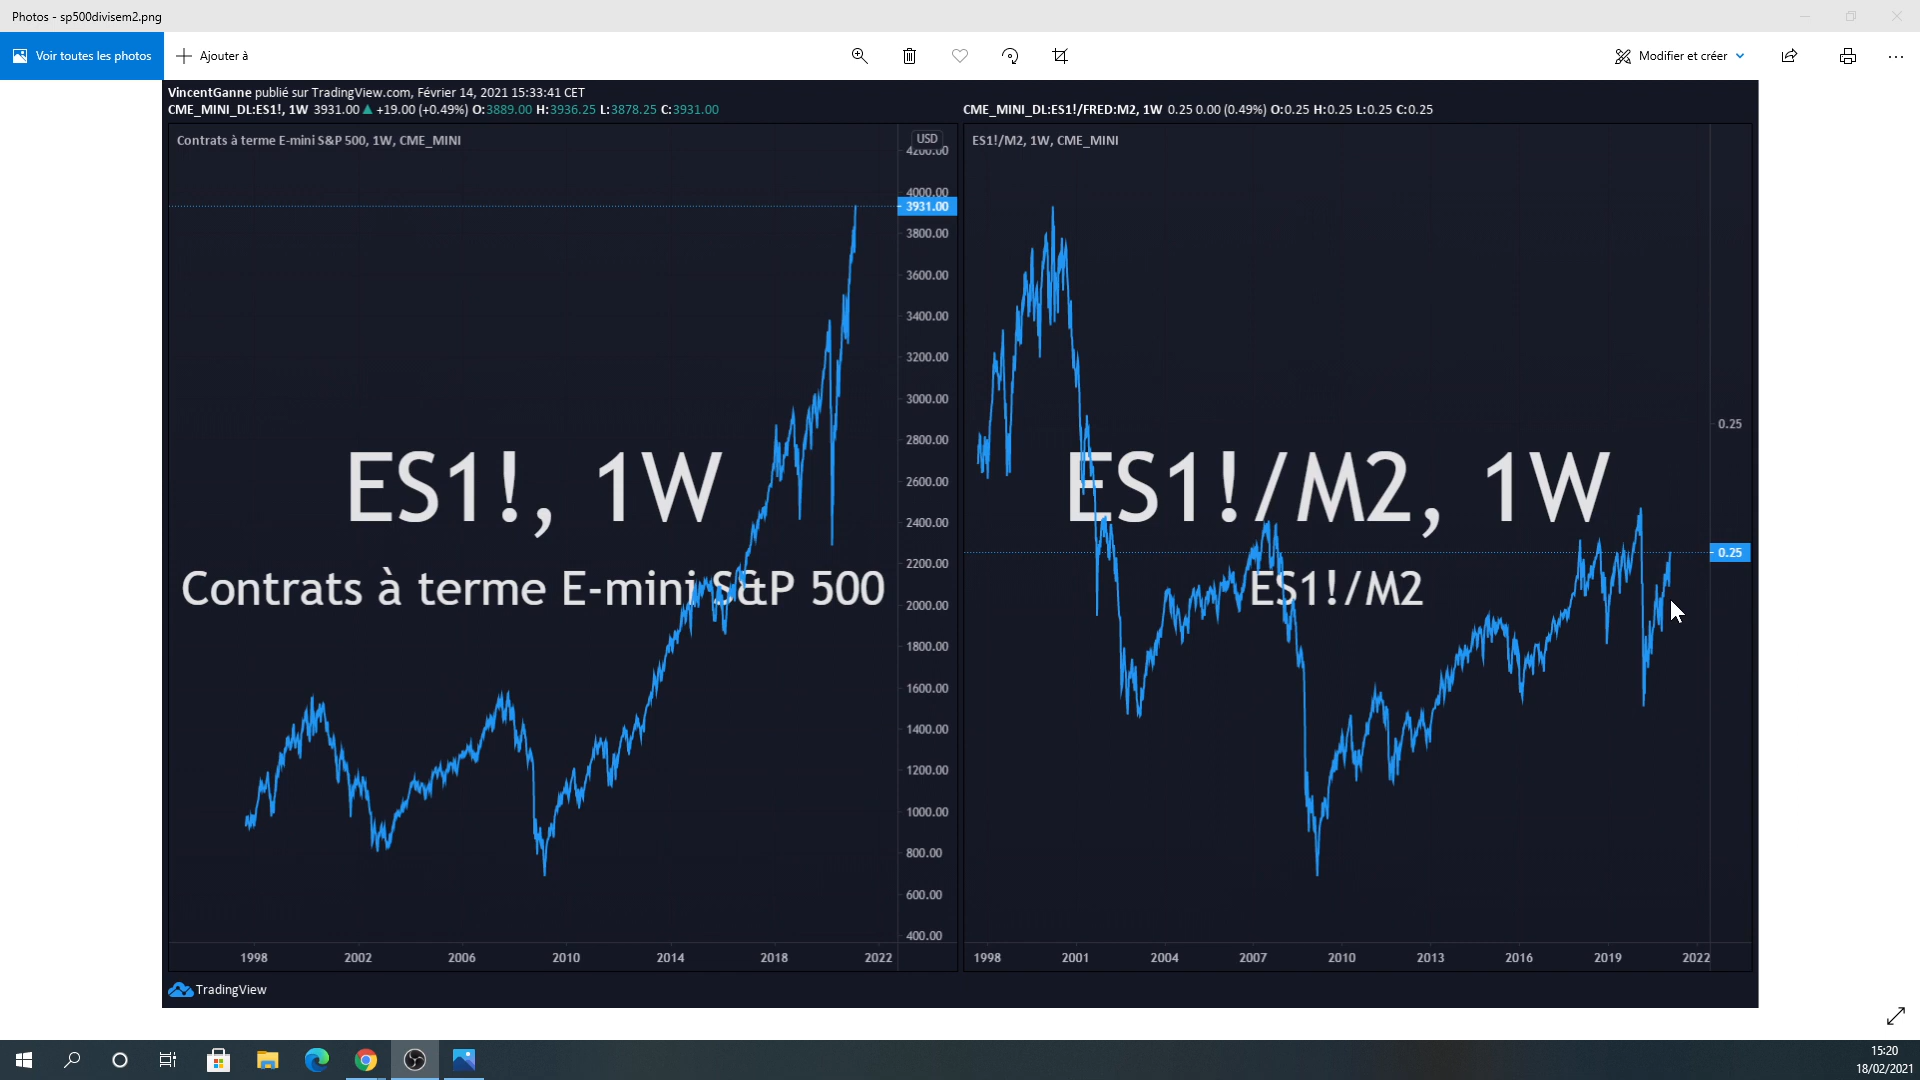 Photos - sp500divisem2.png
Voir toutes les photos
Ajouter à
Modifier et créer
VincentGanne publié sur TradingView.com, Février 14, 2021 15:33:41 CET
CME_MINI_DL:ES1!, 1W 3931.00 ▲ +19.00 (+0.49%) O:3889.00 H:3936.25 L:3878.25 C:3931.00
CME_MINI_DL:ES1!/FRED:M2, 1W 0.25 0.00 (0.49%) O:0.25 H:0.25 L:0.25 C:0.25
Contrats à terme E-mini S&P 500, 1W, CME_MINI
USD
4200.00
4000.00
3931.00
3800.00
3600.00
3400.00
3200.00
3000.00
2800.00
2600.00
2400.00
2200.00
2000.00
1800.00
1600.00
1400.00
1200.00
1000.00
800.00
600.00
400.00
ES1!, 1W
Contrats à terme E-mini S&P 500
1998 2002 2006 2010 2014 2018 2022
ES1!/M2, 1W, CME_MINI
0.25
0.25
ES1!/M2, 1W
ES1!/M2
1998 2001 2004 2007 2010 2013 2016 2019 2022
TradingView
15:20
18/02/2021